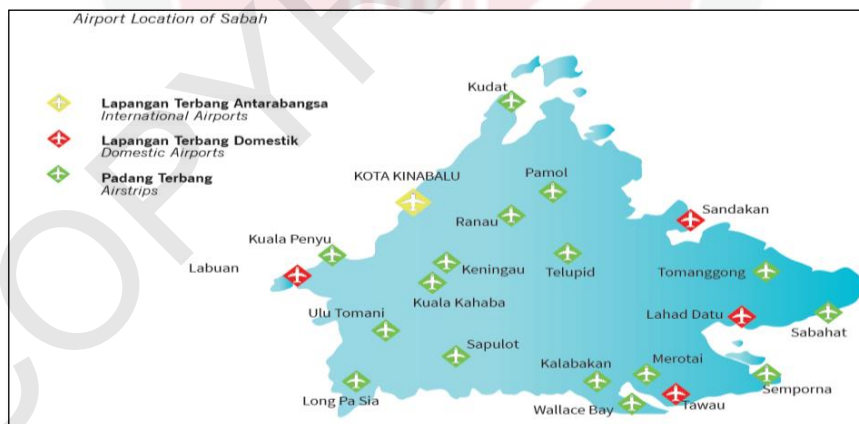 Airport Location of Sabah
COPYR
Lapangan Terbang Antarabangsa
International Airports
Lapangan Terbang Domestik
Domestic Airports
Padang Terbang
Airstrips
Kudat
KOTA KINABALU
Pamol
Ranau
Sandakan
Kuala Penyu
Labuan
Keningau
Telupid
Tomanggong
Kuala Kahaba
Ulu Tomani
Lahad Datu
Sabahat
Sapulot
Kalabakan
Merotai
Long Pa Sia
Semporna
Wallace Bay
Tawau